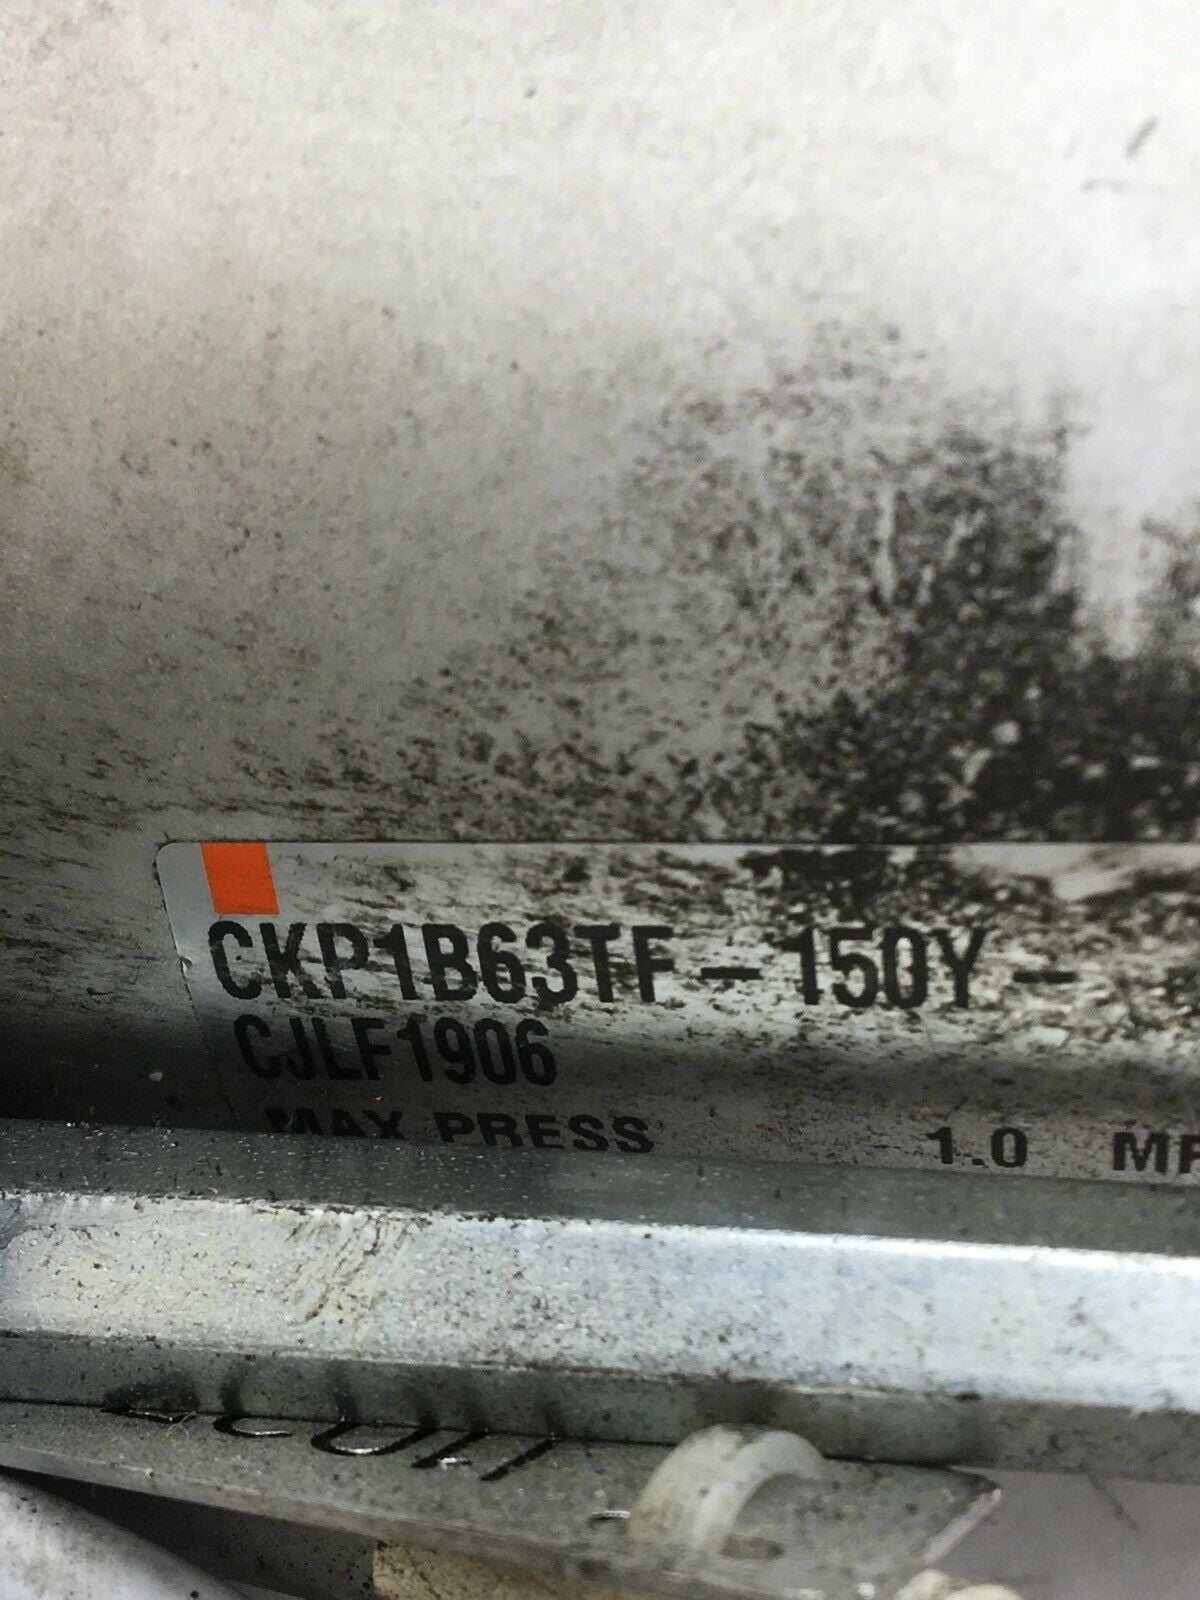 CKP1B63TF-150Y-
CJLF1906
MAX PRESS 1.0